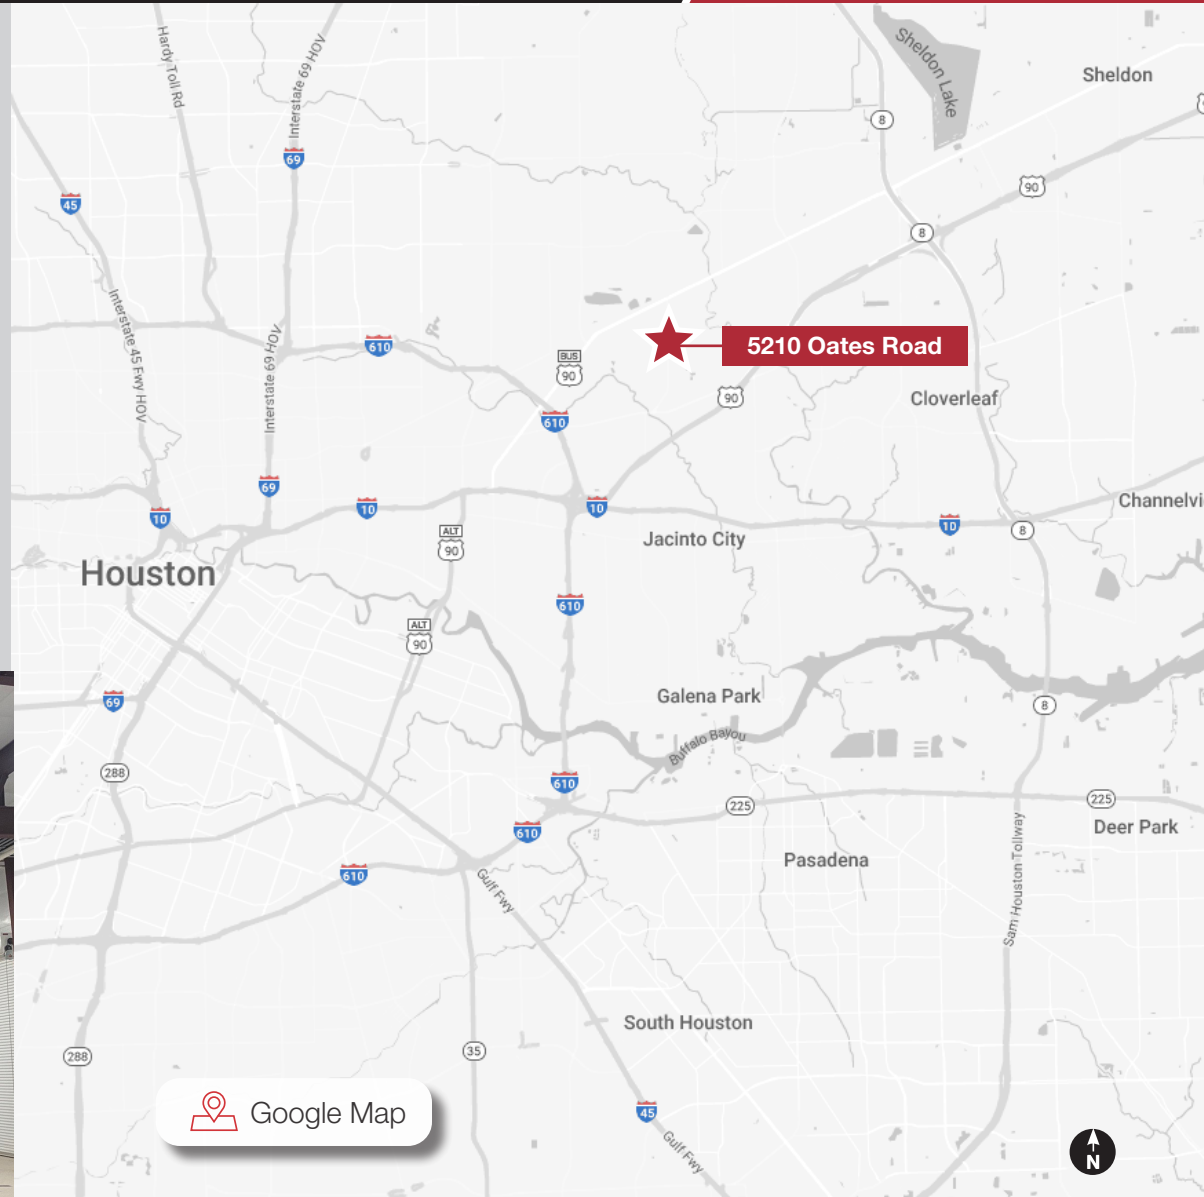 Hardy Toll Rd
Interstate 69 HOV
Sheldon Lake
Sheldon
8
69
90
45
8
Interstate 45 Fwy HOV
Interstate 69 HOV
610
5210 Oates Road
BUS
90
90
Cloverleaf
610
69
Channelvi
10
10
10
10
8
ALT
90
Jacinto City
Houston
610
ALT
90
69
Galena Park
8
Buffalo Bayou
288
610
225
225
610
Deer Park
Pasadena
610
Gulf Fwy
Sam Houston Tollway
South Houston
288
35
Google Map
45
Gulf Fwy
N